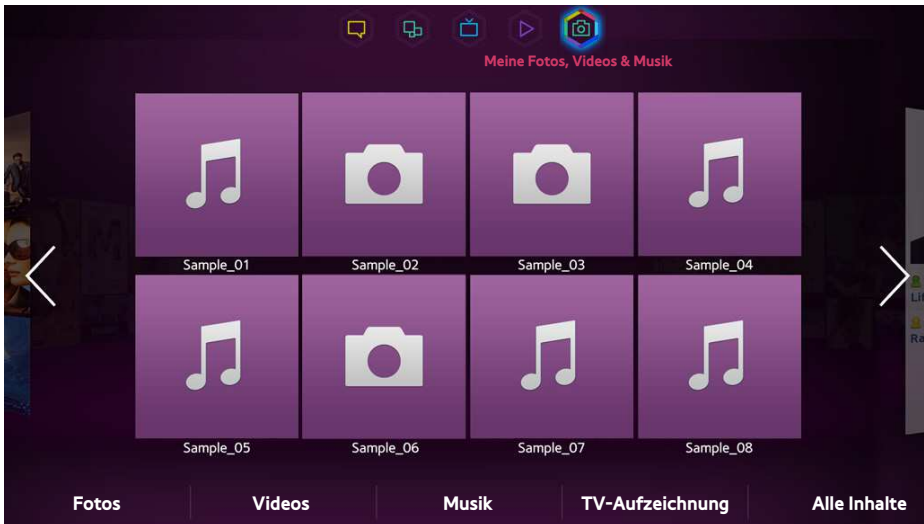 Meine Fotos, Videos & Musik
Sample_01 Sample_02 Sample_03 Sample_04
Sample_05 Sample_06 Sample_07 Sample_08
Fotos Videos Musik TV-Aufzeichnung Alle Inhalte